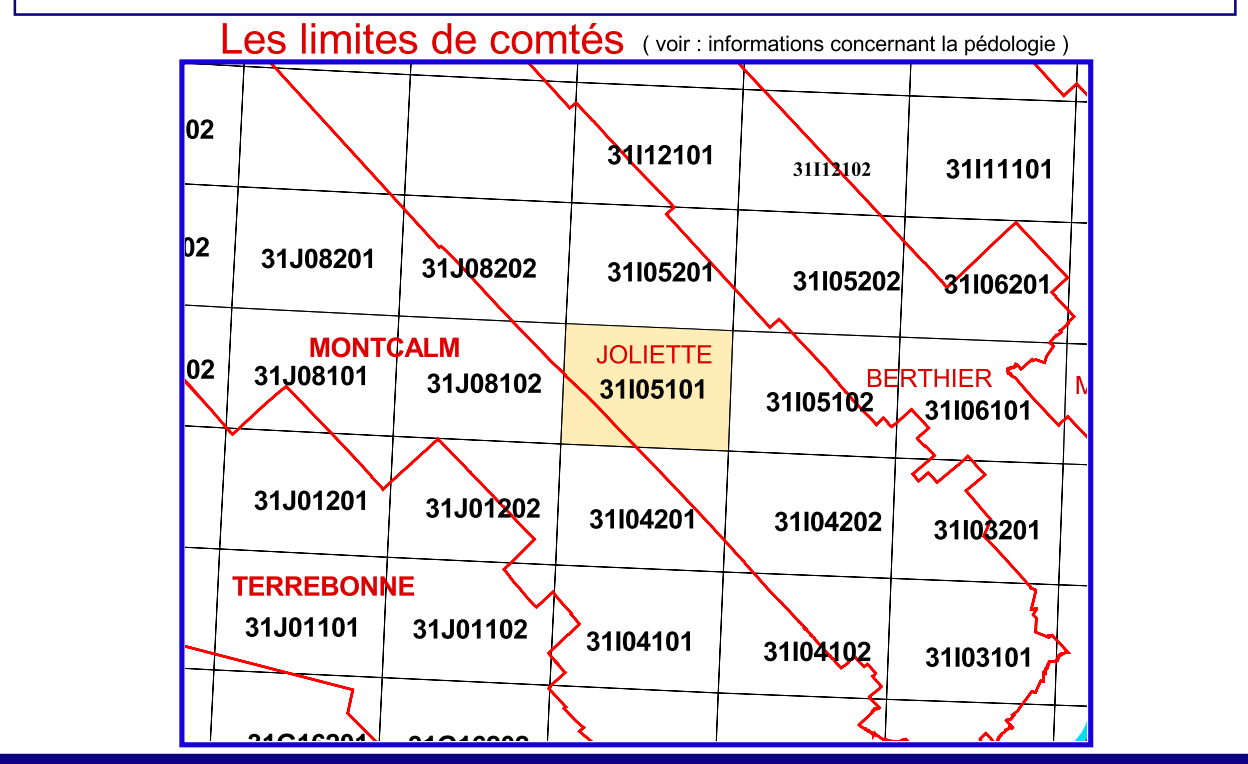 Les limites de comtés ( voir : informations concernant la pédologie )
02
31I12101
31I12102
31I11101
02
31J08201
31J08202
31I05201
31I05202
31I06201
MONTCALM
JOLIETTE
BERTHIER
M
02
31J08101
31J08102
31I05101
31I05102
31I06101
31J01201
31J01202
31I04201
31I04202
31I03201
TERREBONNE
31J01101
31J01102
31I04101
31I04102
31I03101